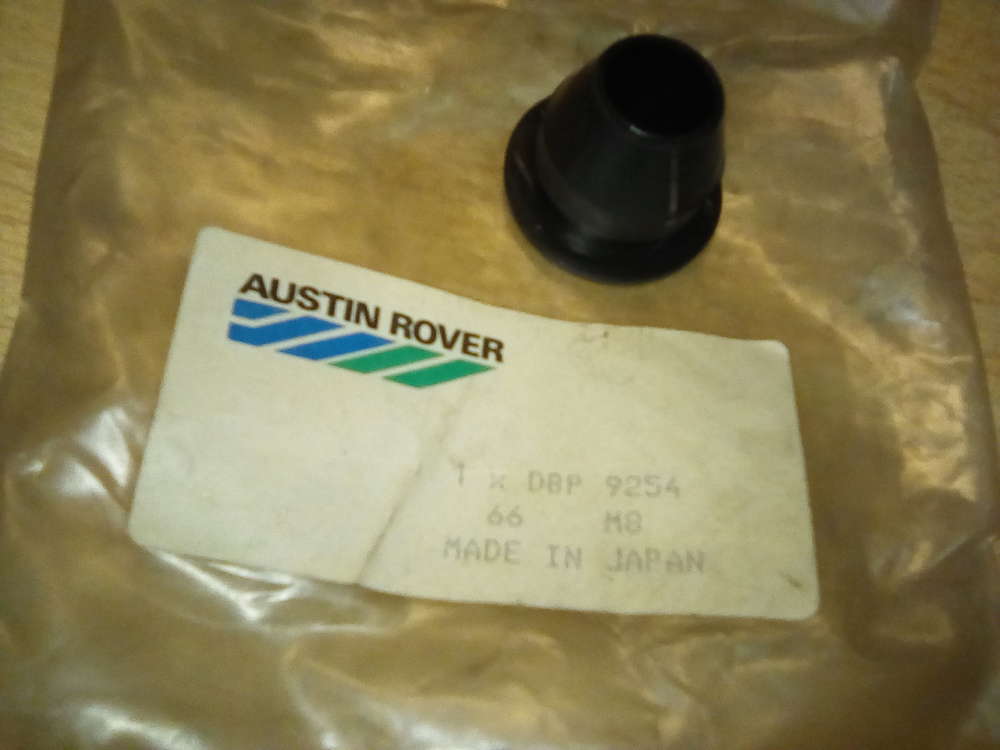 AUSTIN ROVER
1 x DBP 9254
66 M8
MADE IN JAPAN